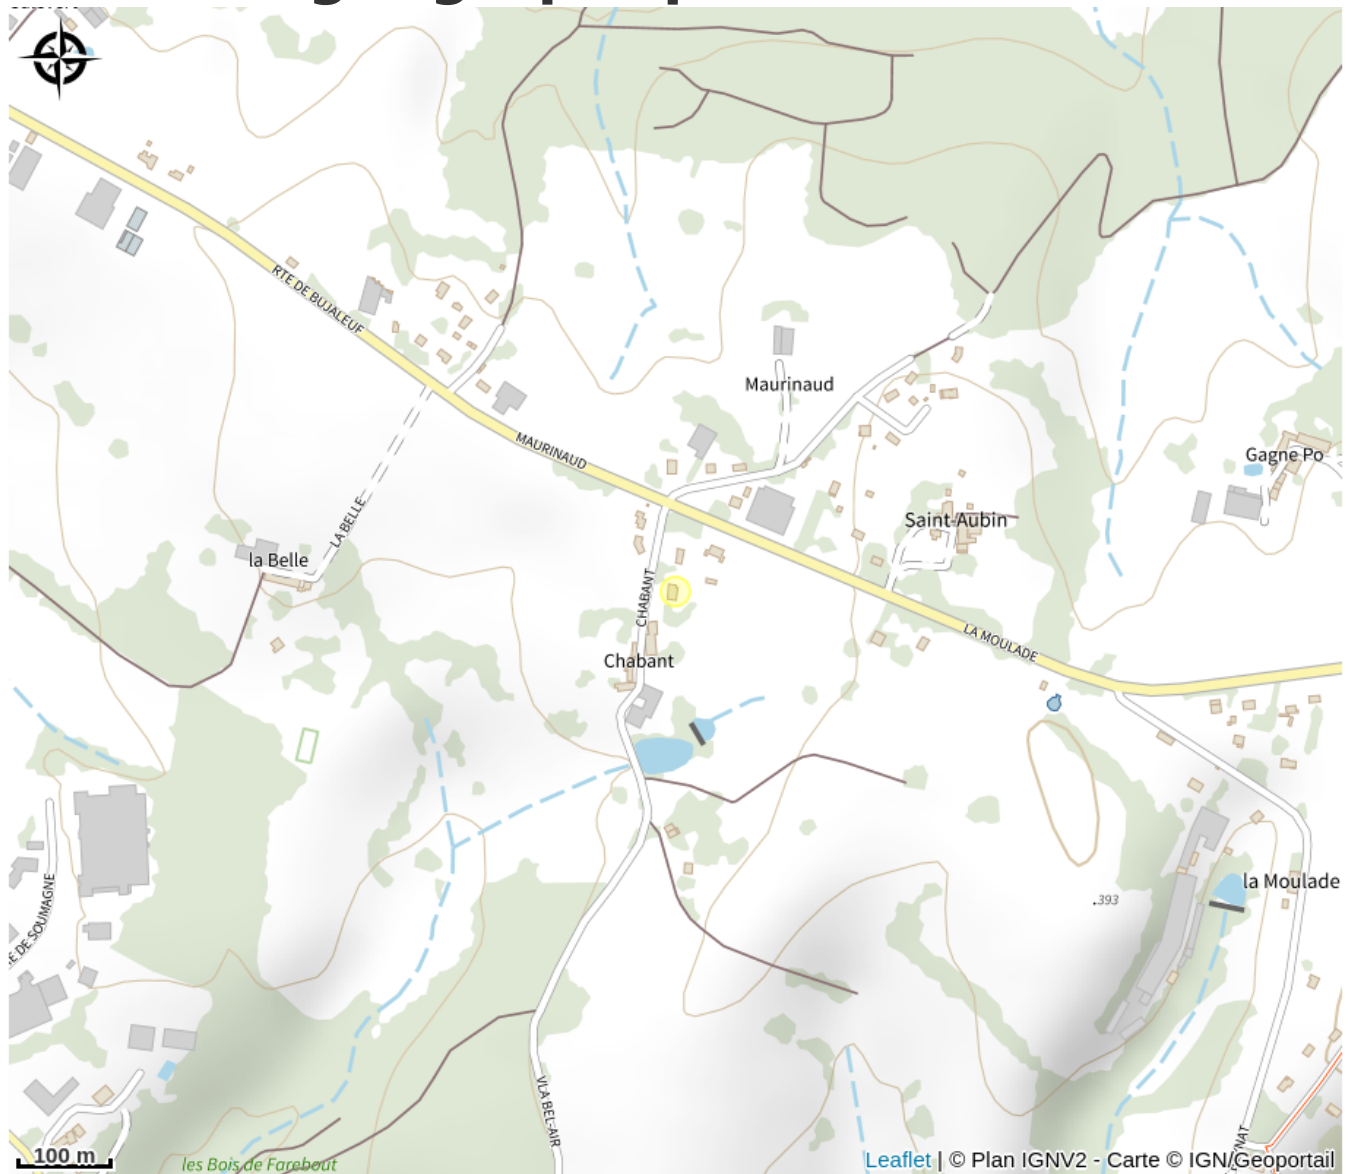 RTE DE BUJALEUF
Maurinaud
MAURINAUD
Gagne Po
LA BELLE
Saint-Aubin
la Belle
CHABANT
LA MOULADE
Chabant
la Moulade
.393
E DE SOUMAGNE
VLA BEL-AIR
100 m
les Bois de Farebout
Leaflet | © Plan IGNV2 - Carte © IGN/Geoportail